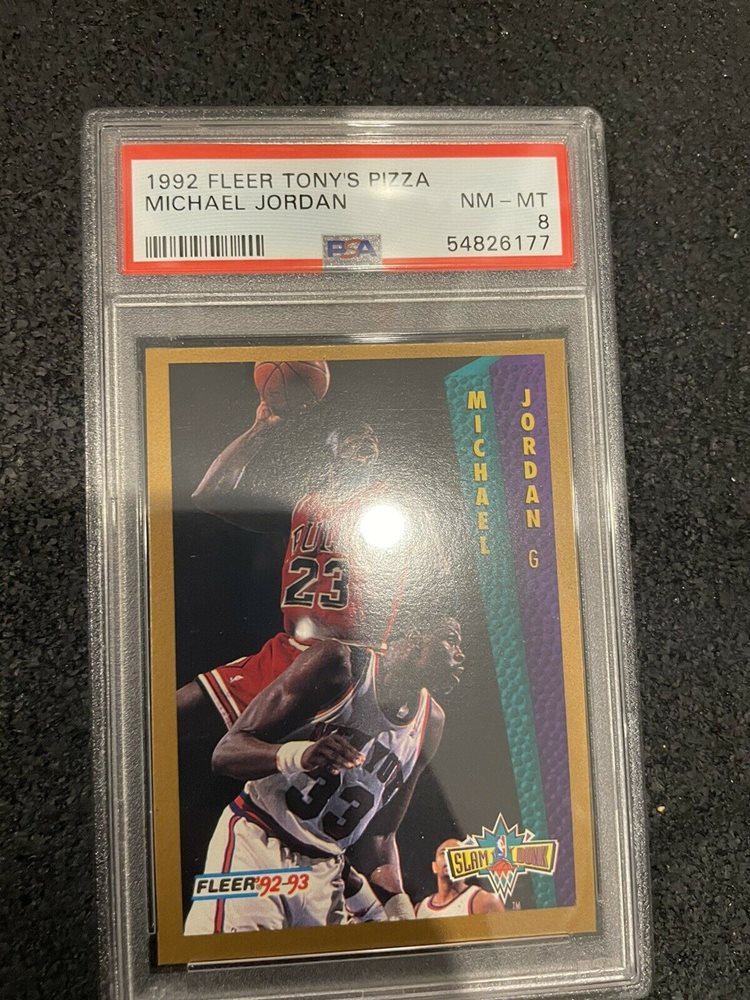 1992 FLEER TONY'S PIZZA
MICHAEL JORDAN
NM – MT
8
PSA
54826177
MICHAEL
JORDAN G
23
33
SLAM DUNK
FLEER '92-93
TM